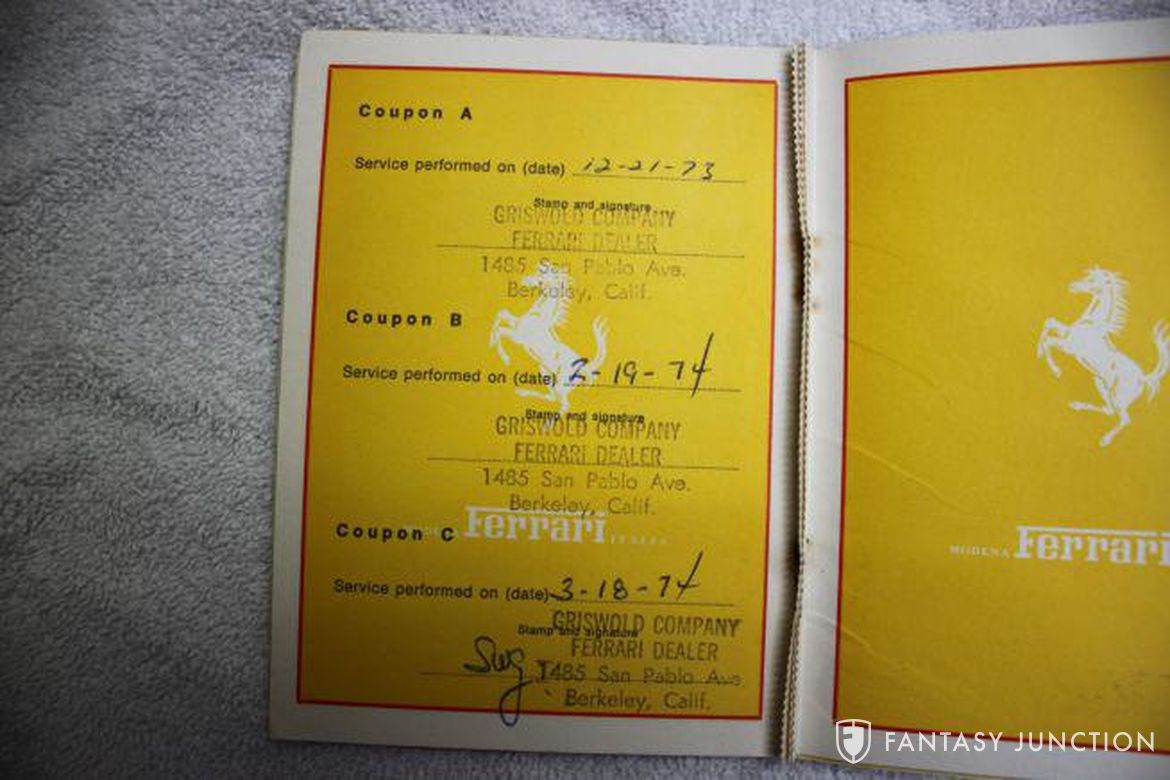 Coupon A
Service performed on (date) 12-21-73
Stamp and signature
GRISWOLD COMPANY
FERRARI DEALER
1485 San Pablo Ave.
Berkeley, Calif.
Coupon B
Service performed on (date) 2-19-74
Stamp and signature
GRISWOLD COMPANY
FERRARI DEALER
1485 San Pablo Ave.
Berkeley, Calif.
Ferrari ITALIA
Coupon C
Service performed on (date) 3-18-74
Stamp and signature
GRISWOLD COMPANY
FERRARI DEALER
1485 San Pablo Ave.
Berkeley, Calif.
MODENA Ferrari
FANTASY JUNCTION